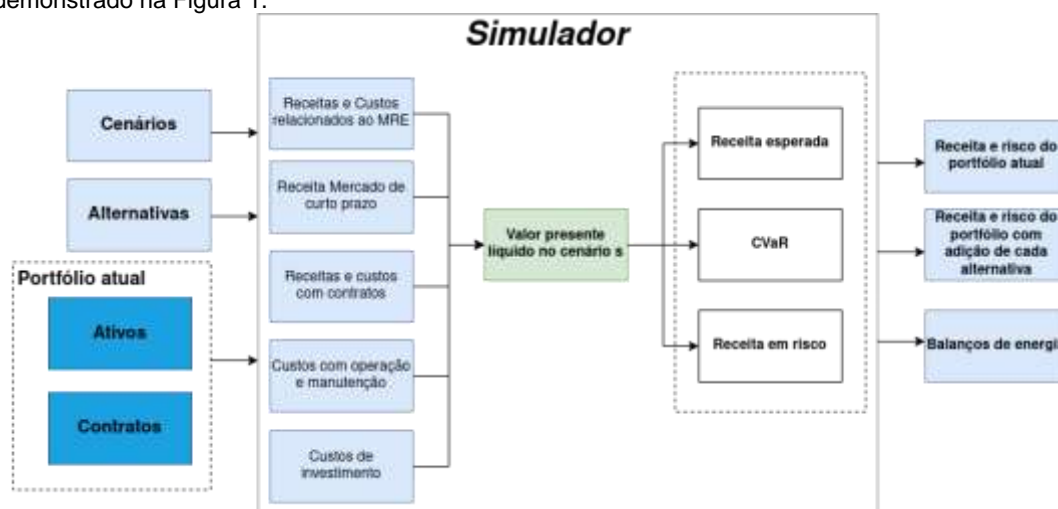 demonstrado na Figura 1.
Simulador
Cenários
Alternativas
Portfólio atual
Ativos
Contratos
Receitas e Custos
relacionados ao MRE
Receita Mercado de
curto prazo
Receitas e custos
com contratos
Custos com operação
e manutenção
Custos de
investimento
Valor presente
líquido no cenário s
Receita esperada
CVaR
Receita em risco
Receita e risco do
portfólio atual
Receita e risco do
portfólio com
adição de cada
alternativa
Balanços de energi